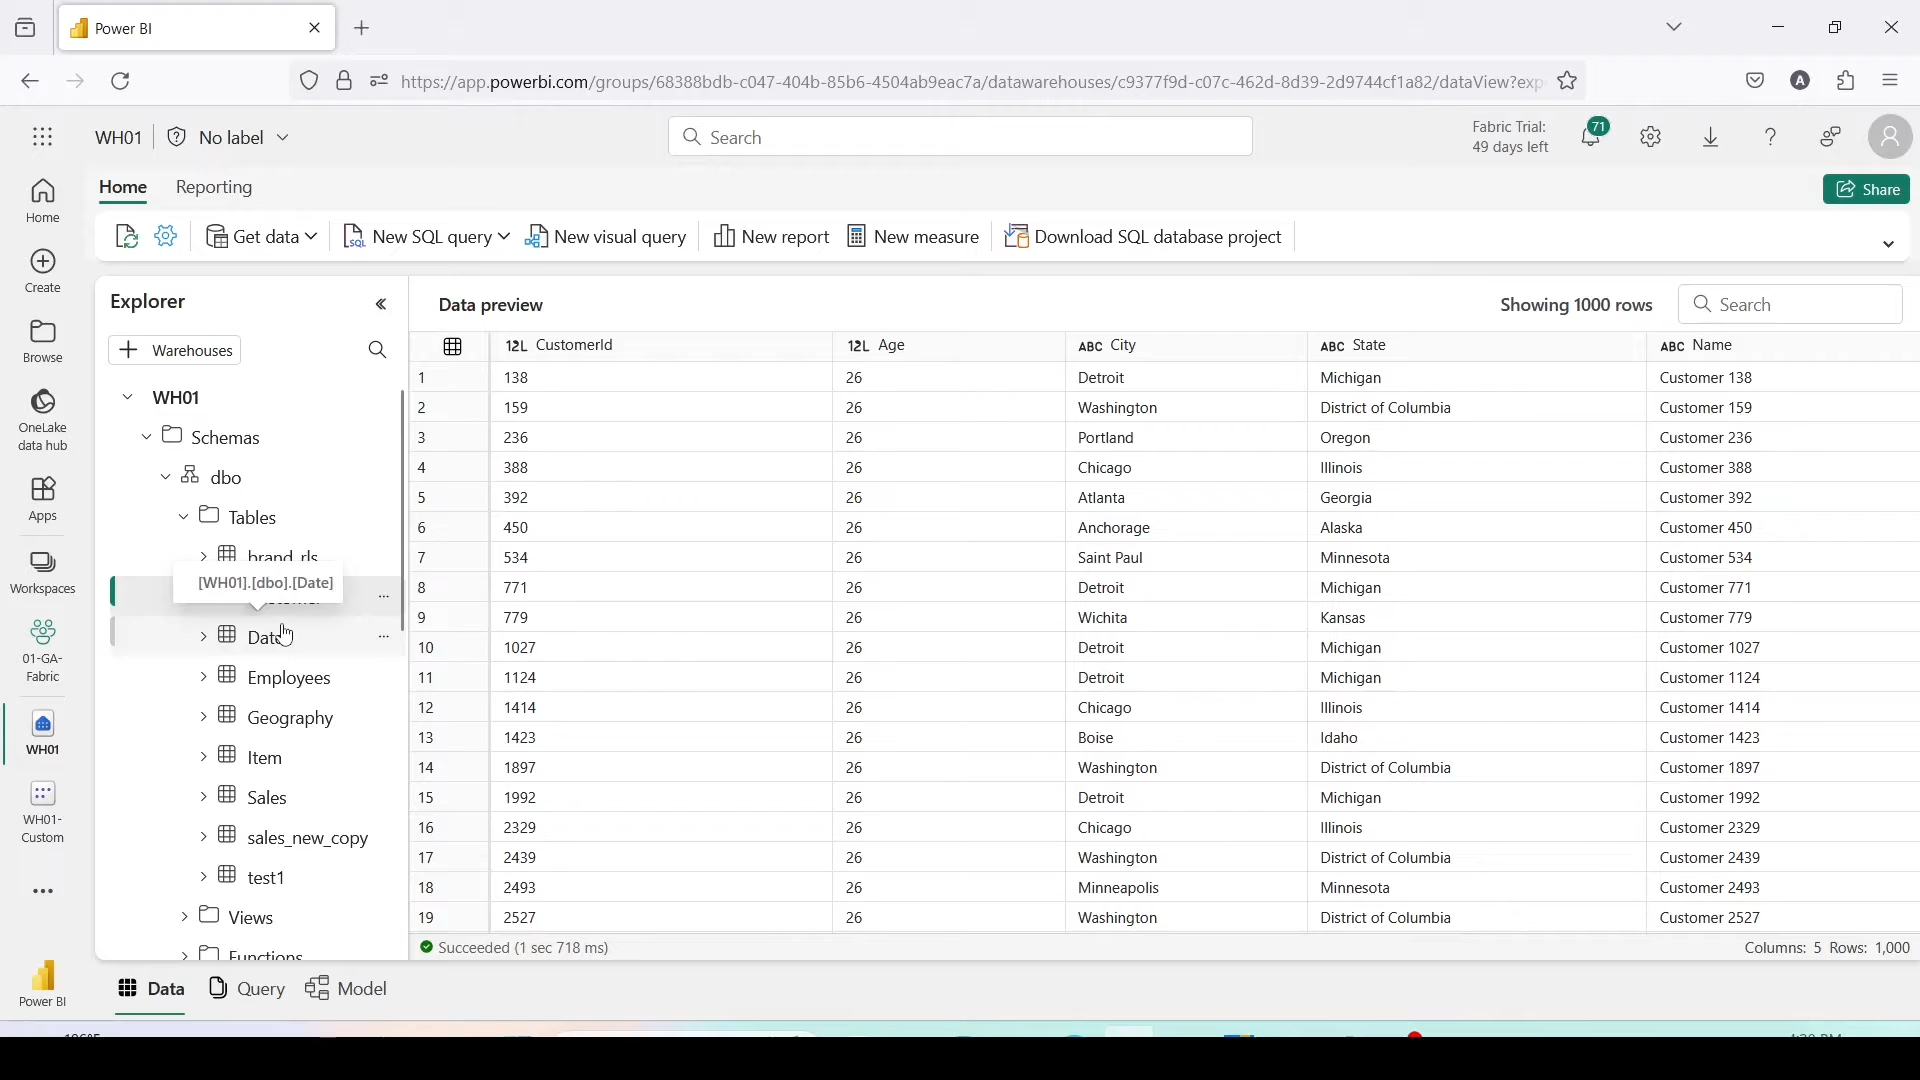 Power BI
https://app.powerbi.com/groups/68388bdb-c047-404b-85b6-4504ab9eac7a/datawarehouses/c9377f9d-c07c-462d-8d39-2d9744cf1a82/dataView?exp
A
WH01 No label
Search
Fabric Trial:
49 days left
71
Home Reporting
Share
Get data New SQL query New visual query New report New measure Download SQL database project
Home
Create
Browse
OneLake
data hub
Apps
Workspaces
01-GA-
Fabric
WH01
WH01-
Custom
Power BI
Explorer
Warehouses
WH01
Schemas
dbo
Tables
brand_rls
[WH01].[dbo].[Date]
Date
Employees
Geography
Item
Sales
sales_new_copy
test1
Views
Functions
Data preview
Showing 1000 rows
Search
12L CustomerId 12L Age ABC City ABC State ABC Name
1 138 26 Detroit Michigan Customer 138
2 159 26 Washington District of Columbia Customer 159
3 236 26 Portland Oregon Customer 236
4 388 26 Chicago Illinois Customer 388
5 392 26 Atlanta Georgia Customer 392
6 450 26 Anchorage Alaska Customer 450
7 534 26 Saint Paul Minnesota Customer 534
8 771 26 Detroit Michigan Customer 771
9 779 26 Wichita Kansas Customer 779
10 1027 26 Detroit Michigan Customer 1027
11 1124 26 Detroit Michigan Customer 1124
12 1414 26 Chicago Illinois Customer 1414
13 1423 26 Boise Idaho Customer 1423
14 1897 26 Washington District of Columbia Customer 1897
15 1992 26 Detroit Michigan Customer 1992
16 2329 26 Chicago Illinois Customer 2329
17 2439 26 Washington District of Columbia Customer 2439
18 2493 26 Minneapolis Minnesota Customer 2493
19 2527 26 Washington District of Columbia Customer 2527
Succeeded (1 sec 718 ms)
Columns: 5 Rows: 1,000
Data Query Model